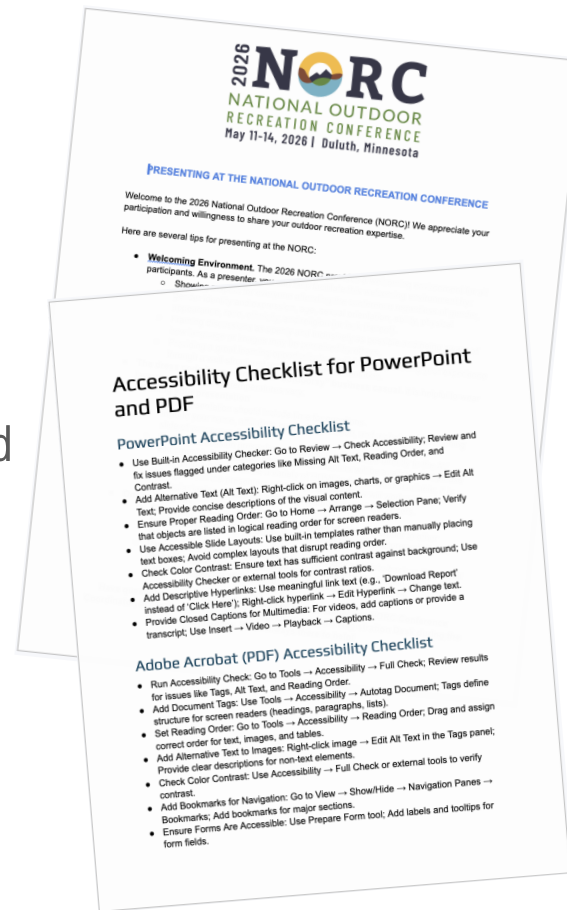 2026 NORC
NATIONAL OUTDOOR
RECREATION CONFERENCE
May 11-14, 2026 | Duluth, Minnesota
PRESENTING AT THE NATIONAL OUTDOOR RECREATION CONFERENCE
Welcome to the 2026 National Outdoor Recreation Conference (NORC)! We appreciate your
participation and willingness to share your outdoor recreation expertise.
Here are several tips for presenting at the NORC:
● Welcoming Environment. The 2026 NORC
participants. As a presenter
○
d
Accessibility Checklist for PowerPoint
and PDF
PowerPoint Accessibility Checklist
● Use Built-in Accessibility Checker: Go to Review → Check Accessibility; Review and
fix issues flagged under categories like Missing Alt Text, Reading Order, and
Contrast.
● Add Alternative Text (Alt Text): Right-click on images, charts, or graphics → Edit Alt
Text; Provide concise descriptions of the visual content.
● Ensure Proper Reading Order: Go to Home → Arrange → Selection Pane; Verify
that objects are listed in logical reading order for screen readers.
● Use Accessible Slide Layouts: Use built-in templates rather than manually placing
text boxes; Avoid complex layouts that disrupt reading order.
● Check Color Contrast: Ensure text has sufficient contrast against background; Use
Accessibility Checker or external tools for contrast ratios.
● Add Descriptive Hyperlinks: Use meaningful link text (e.g., 'Download Report'
instead of 'Click Here'); Right-click hyperlink → Edit Hyperlink → Change text.
● Provide Closed Captions for Multimedia: For videos, add captions or provide a
transcript; Use Insert → Video → Playback → Captions.
Adobe Acrobat (PDF) Accessibility Checklist
● Run Accessibility Check: Go to Tools → Accessibility → Full Check; Review results
for issues like Tags, Alt Text, and Reading Order.
● Add Document Tags: Use Tools → Accessibility → Autotag Document; Tags define
structure for screen readers (headings, paragraphs, lists).
● Set Reading Order: Go to Tools → Accessibility → Reading Order; Drag and assign
correct order for text, images, and tables.
● Add Alternative Text to Images: Right-click image → Edit Alt Text in the Tags panel;
Provide clear descriptions for non-text elements.
● Check Color Contrast: Use Accessibility → Full Check or external tools to verify
contrast.
● Add Bookmarks for Navigation: Go to View → Show/Hide → Navigation Panes →
Bookmarks; Add bookmarks for major sections.
● Ensure Forms Are Accessible: Use Prepare Form tool; Add labels and tooltips for
form fields.